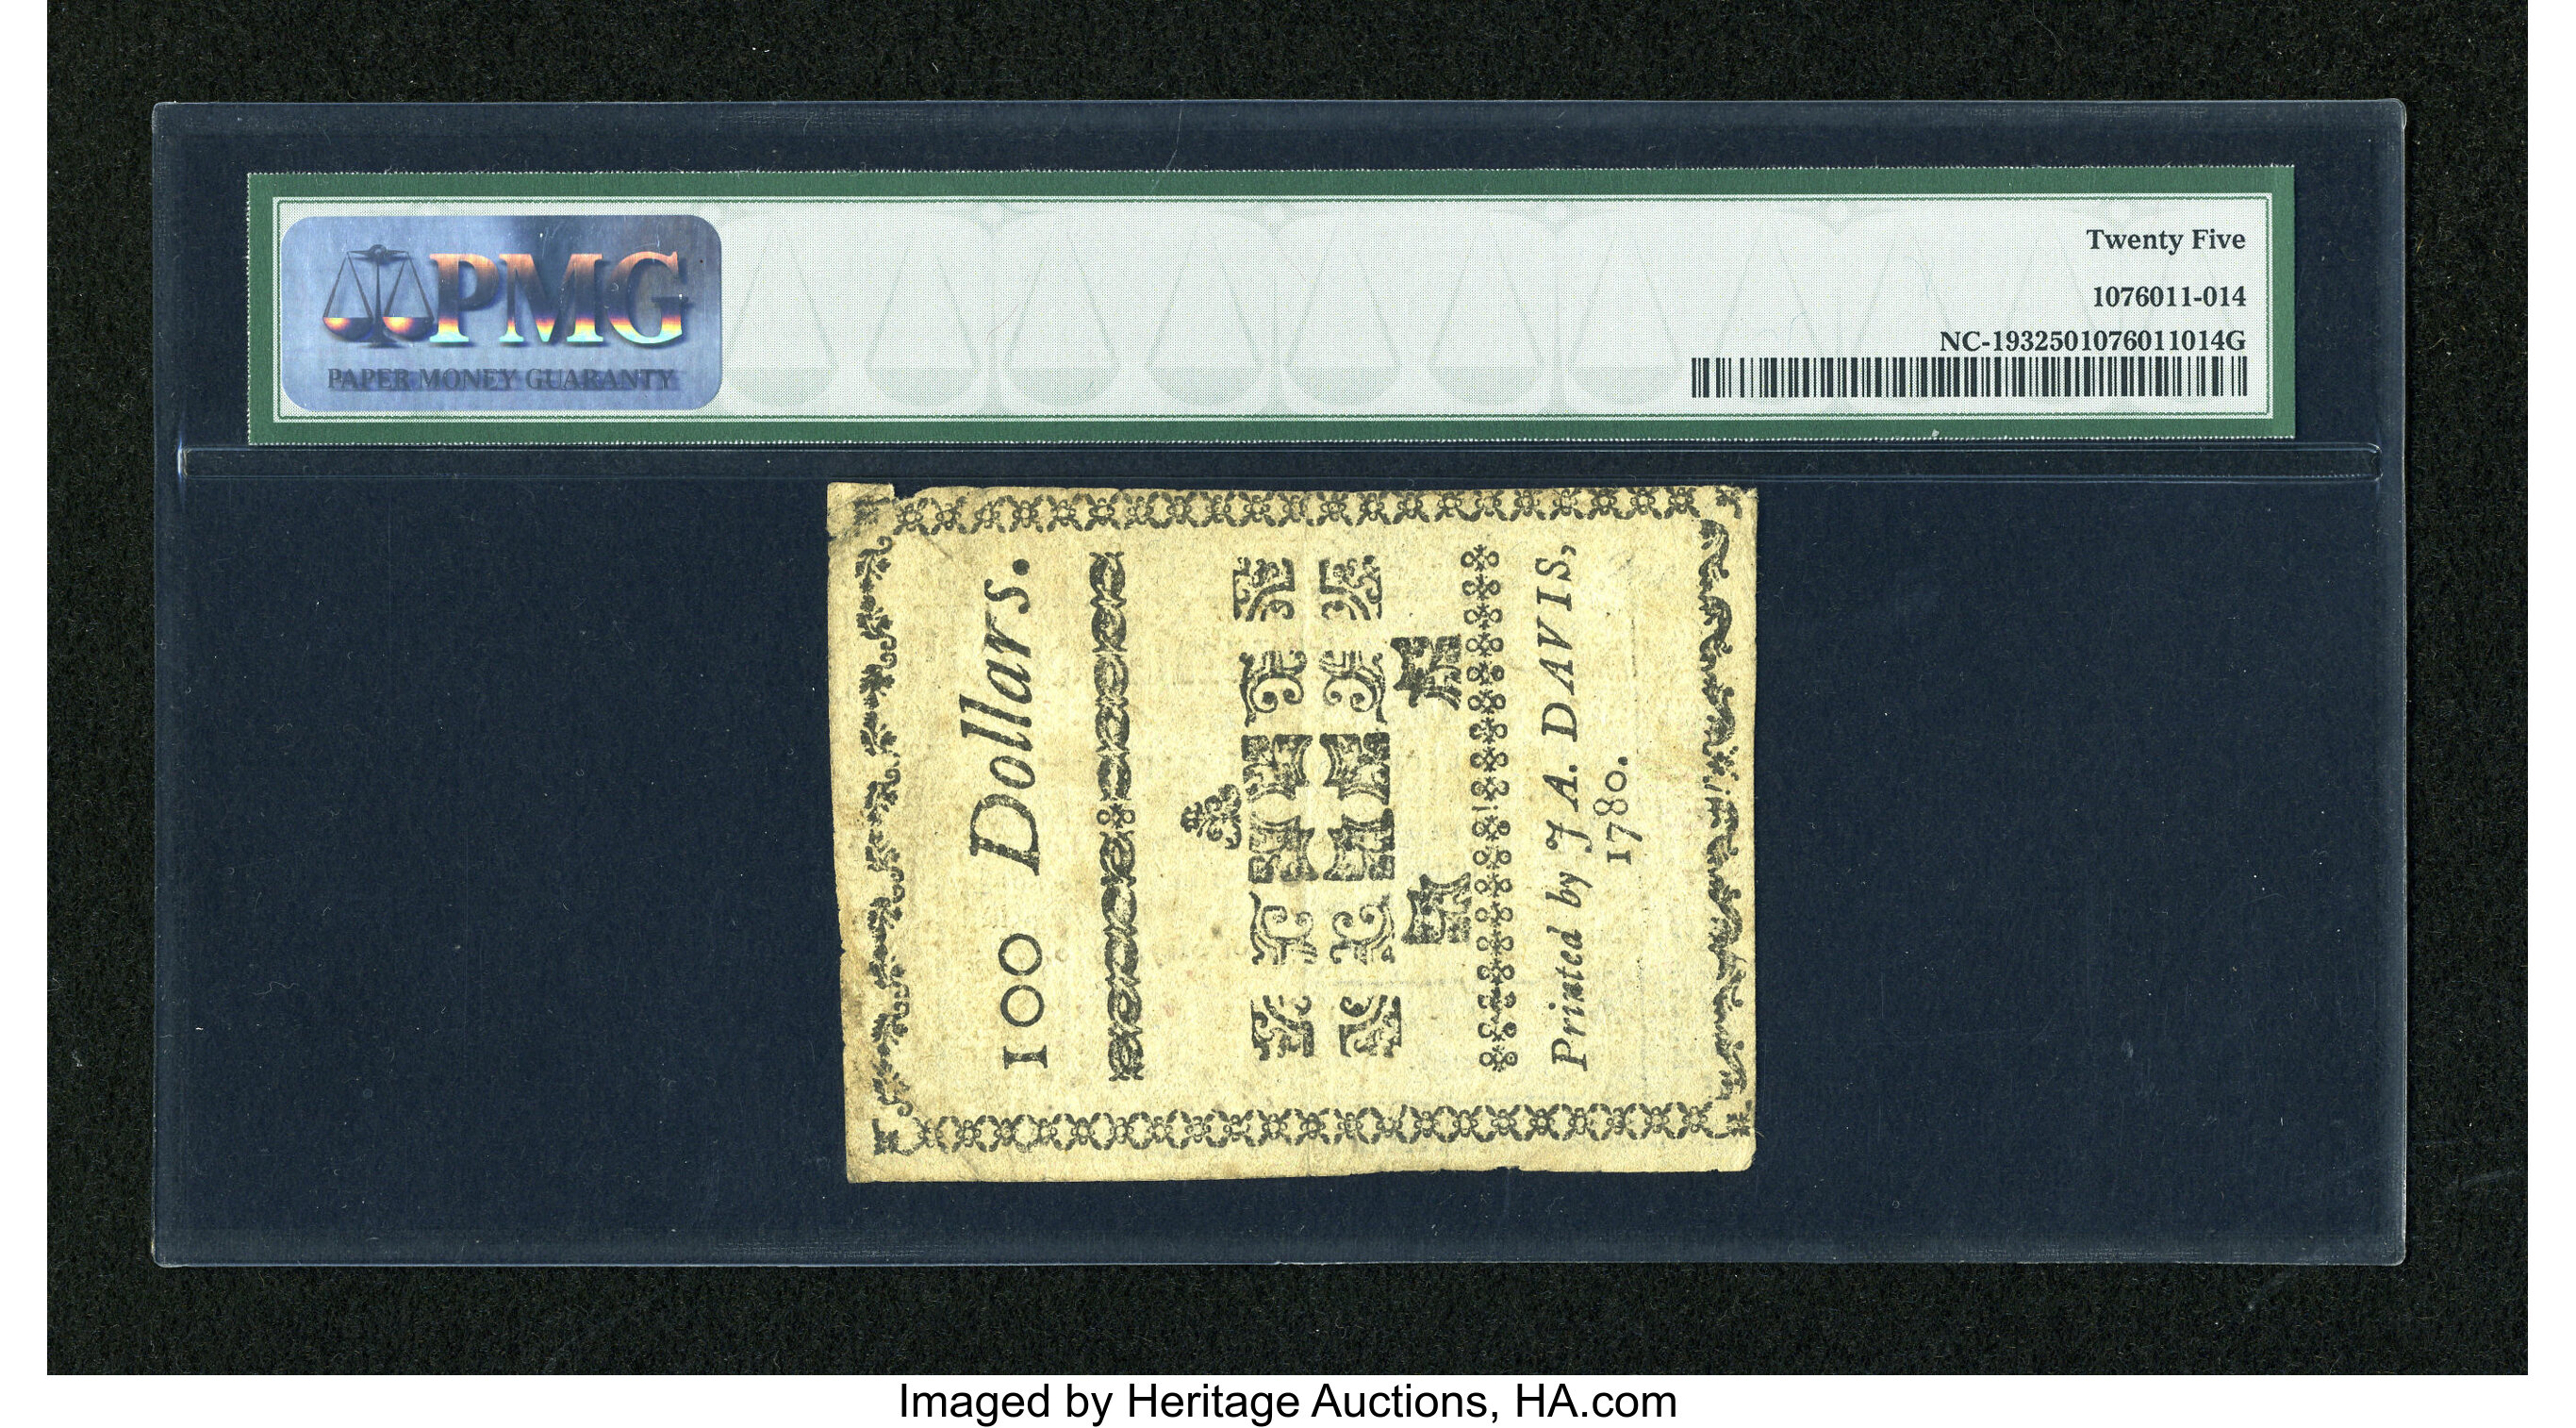 PMG
PAPER MONEY GUARANTY
Twenty Five
1076011-014
NC-1932501076011014G
100 Dollars.
Printed by J A. DAVIS,
1780.
Imaged by Heritage Auctions, HA.com